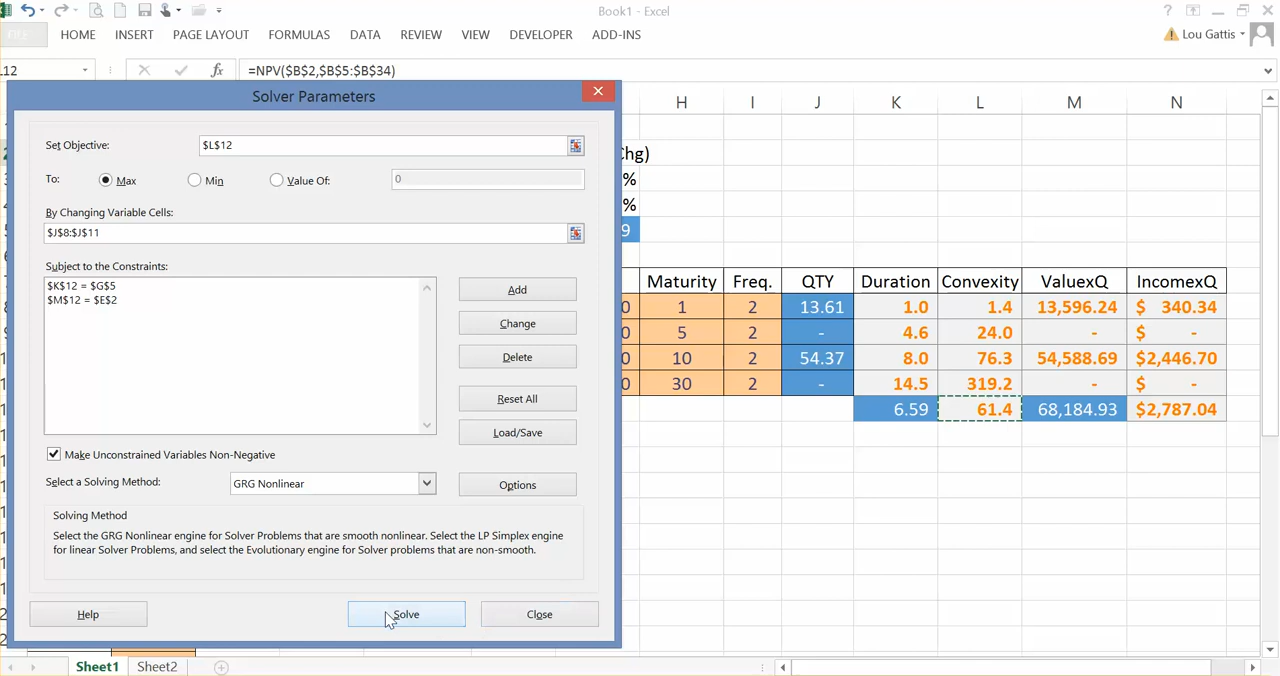 Book1 - Excel
HOME INSERT PAGE LAYOUT FORMULAS DATA REVIEW VIEW DEVELOPER ADD-INS
Lou Gattis
L12 fx =NPV($B$2,$B$5:$B$34)
Solver Parameters
Set Objective: $L$12
To: Max Min Value Of: 0
By Changing Variable Cells:
$J$8:$J$11
Subject to the Constraints:
$K$12 = $G$5
$M$12 = $E$2
Add
Change
Delete
Reset All
Load/Save
Make Unconstrained Variables Non-Negative
Select a Solving Method: GRG Nonlinear Options
Solving Method
Select the GRG Nonlinear engine for Solver Problems that are smooth nonlinear. Select the LP Simplex engine
for linear Solver Problems, and select the Evolutionary engine for Solver problems that are non-smooth.
Help Solve Close
H I J K L M N
Chg)
%
%
9
Maturity Freq. QTY Duration Convexity ValuexQ IncomexQ
0 1 2 13.61 1.0 1.4 13,596.24 $ 340.34
0 5 2 - 4.6 24.0 - $ -
0 10 2 54.37 8.0 76.3 54,588.69 $2,446.70
0 30 2 - 14.5 319.2 - $ -
6.59 61.4 68,184.93 $2,787.04
Sheet1 Sheet2